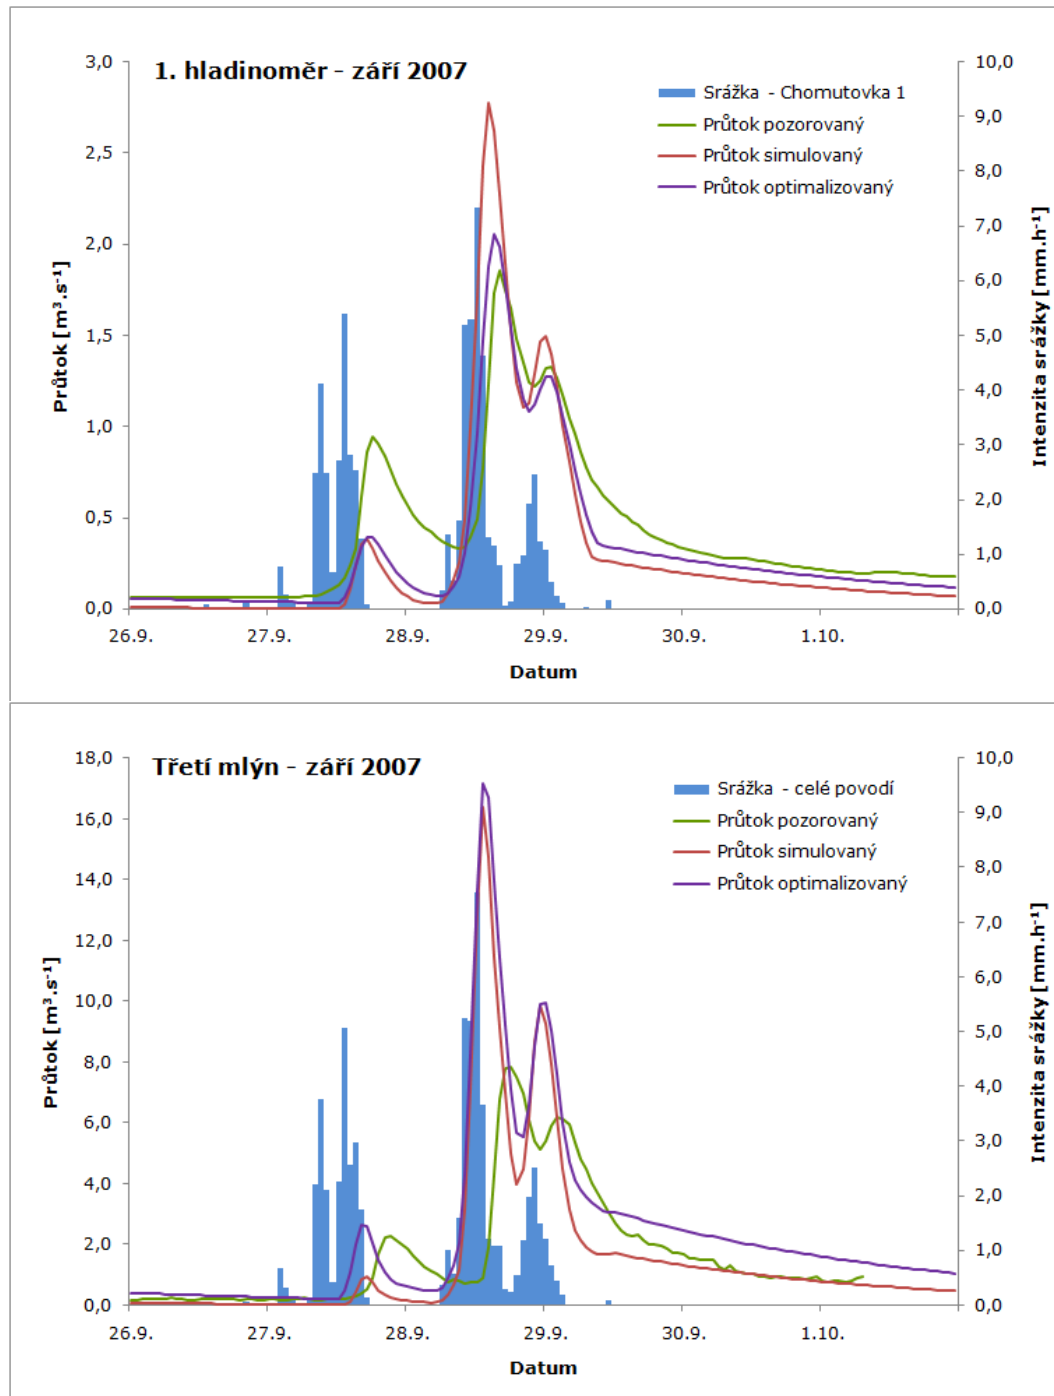 1. hladinoměr - září 2007
Srážka - Chomutovka 1
Průtok pozorovaný
Průtok simulovaný
Průtok optimalizovaný
3,0
2,5
2,0
1,5
1,0
0,5
0,0
Průtok [m³.s⁻¹]
10,0
9,0
8,0
7,0
6,0
5,0
4,0
3,0
2,0
1,0
0,0
Intenzita srážky [mm.h⁻¹]
26.9. 27.9. 28.9. 29.9. 30.9. 1.10.
Datum
Třetí mlýn - září 2007
Srážka - celé povodí
Průtok pozorovaný
Průtok simulovaný
Průtok optimalizovaný
18,0
16,0
14,0
12,0
10,0
8,0
6,0
4,0
2,0
0,0
Průtok [m³.s⁻¹]
10,0
9,0
8,0
7,0
6,0
5,0
4,0
3,0
2,0
1,0
0,0
Intenzita srážky [mm.h⁻¹]
26.9. 27.9. 28.9. 29.9. 30.9. 1.10.
Datum